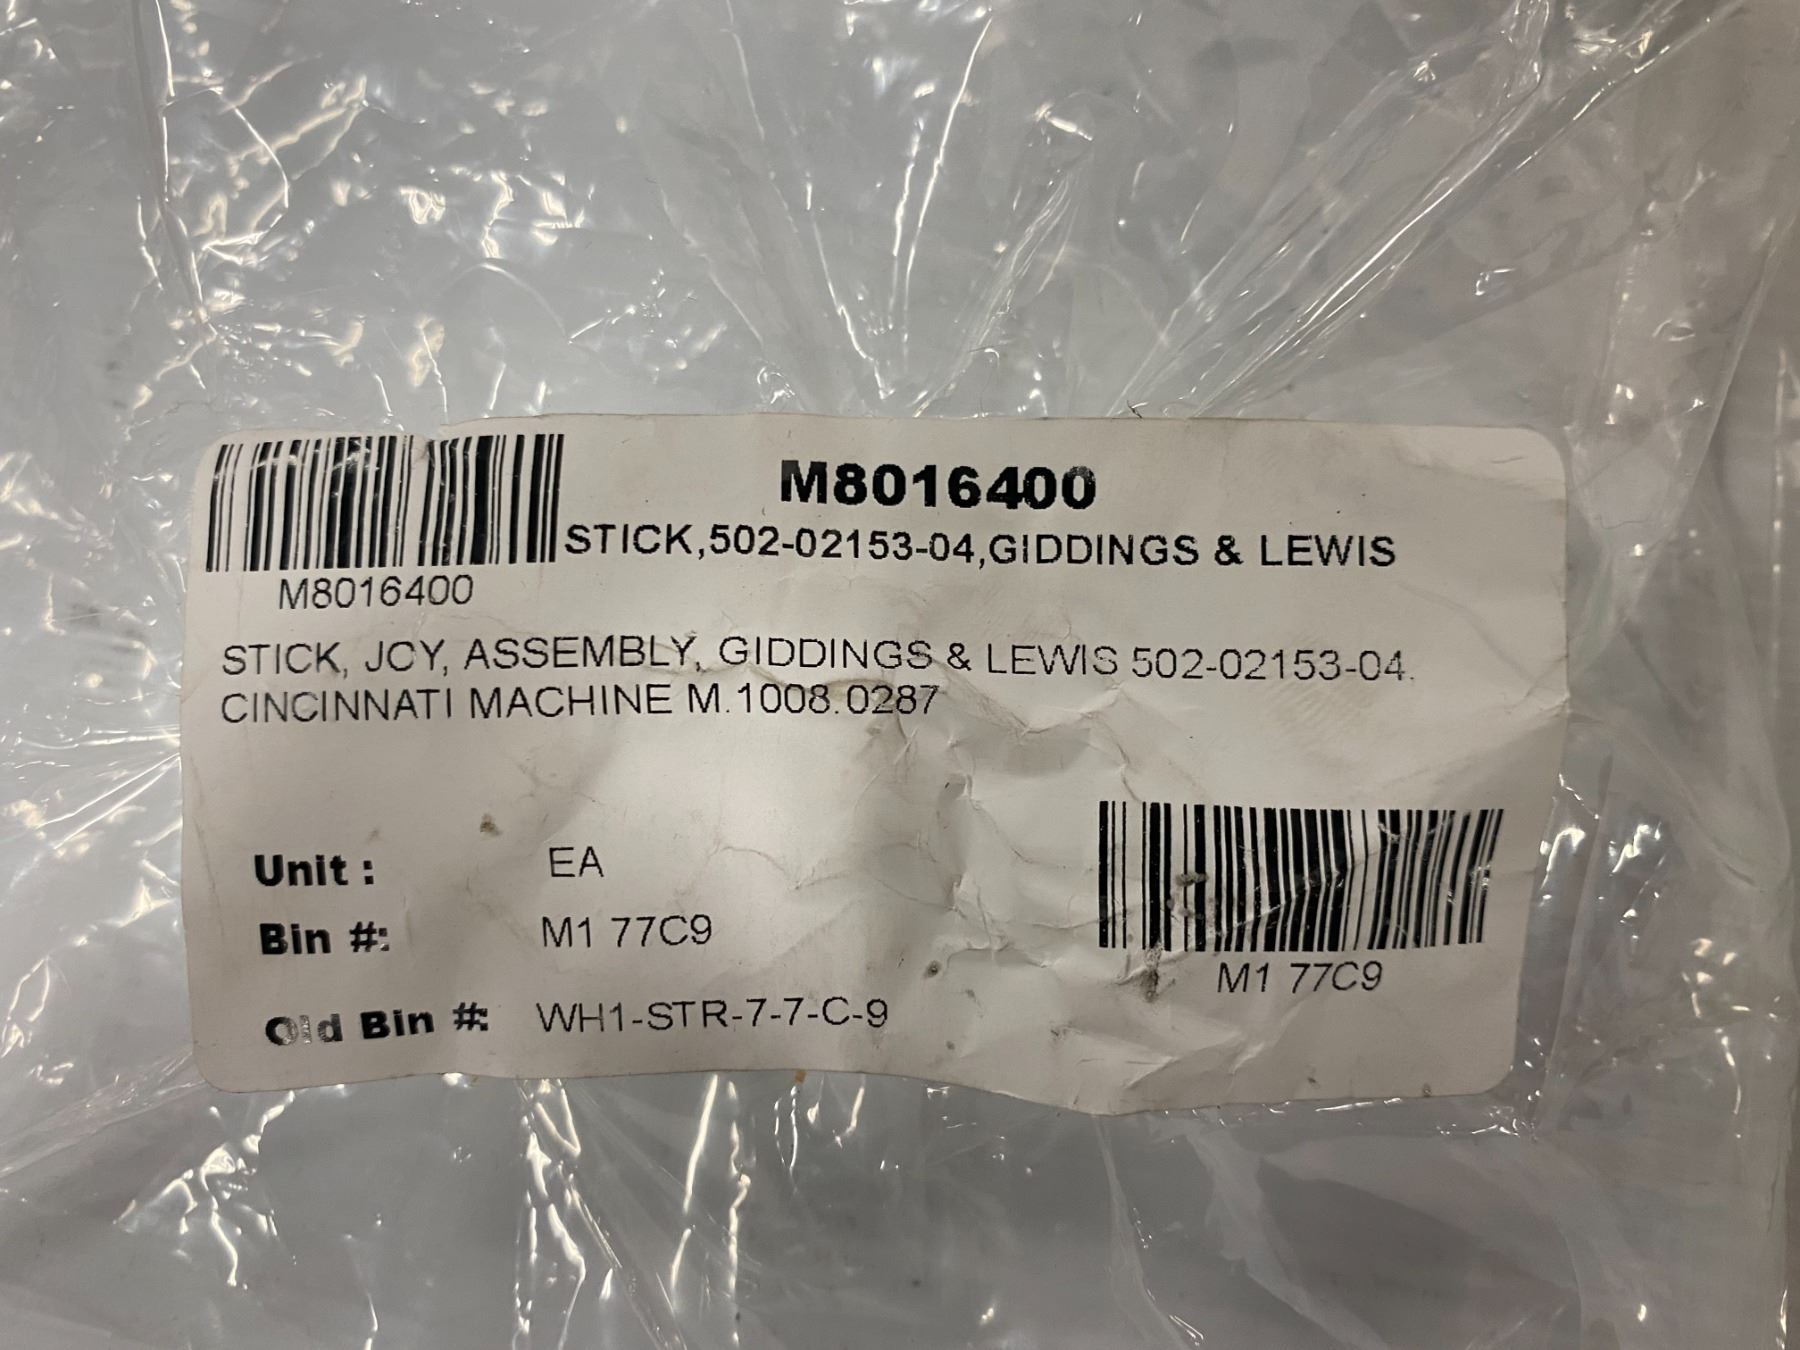 M8016400
STICK,502-02153-04,GIDDINGS & LEWIS
M8016400
STICK, JOY, ASSEMBLY, GIDDINGS & LEWIS 502-02153-04.
CINCINNATI MACHINE M.1008.0287
Unit : EA
Bin #: M1 77C9
M1 77C9
Old Bin #: WH1-STR-7-7-C-9